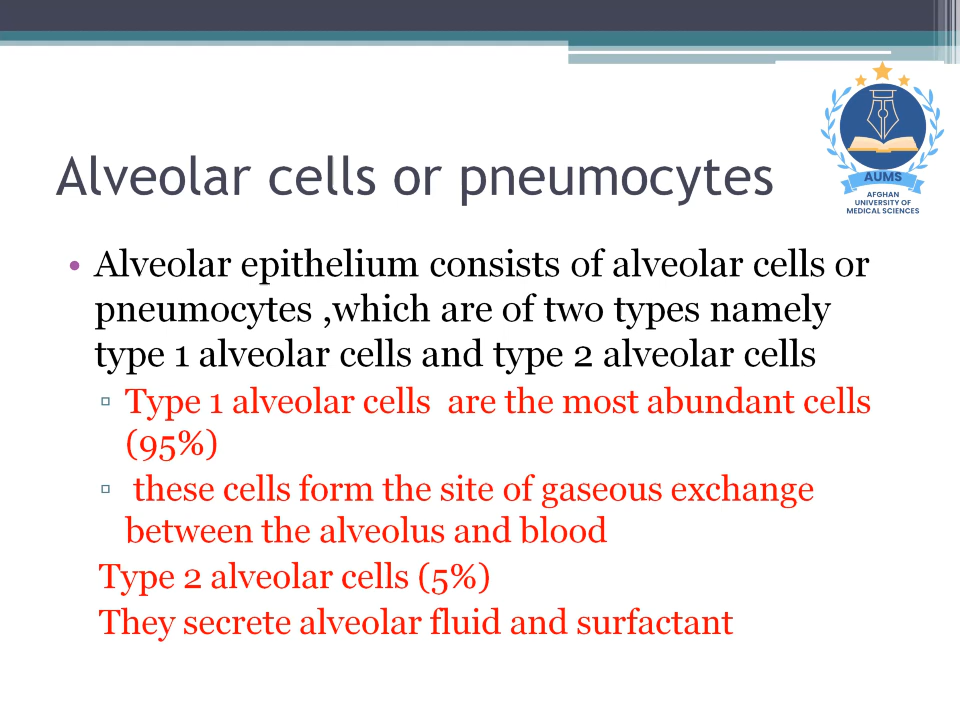 AUMS
AFGHAN
UNIVERSITY OF
MEDICAL SCIENCES
Alveolar cells or pneumocytes
• Alveolar epithelium consists of alveolar cells or
pneumocytes ,which are of two types namely
type 1 alveolar cells and type 2 alveolar cells
▫ Type 1 alveolar cells  are the most abundant cells
(95%)
▫  these cells form the site of gaseous exchange
between the alveolus and blood
Type 2 alveolar cells (5%)
They secrete alveolar fluid and surfactant